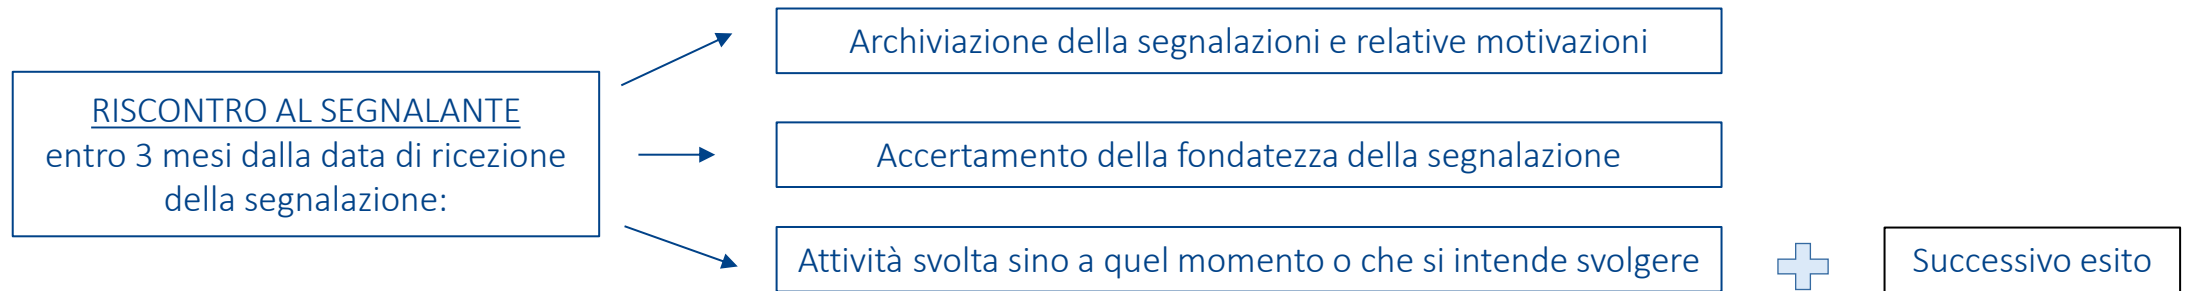 RISCONTRO AL SEGNALANTE
entro 3 mesi dalla data di ricezione
della segnalazione:
Archiviazione della segnalazioni e relative motivazioni
Accertamento della fondatezza della segnalazione
Attività svolta sino a quel momento o che si intende svolgere
Successivo esito